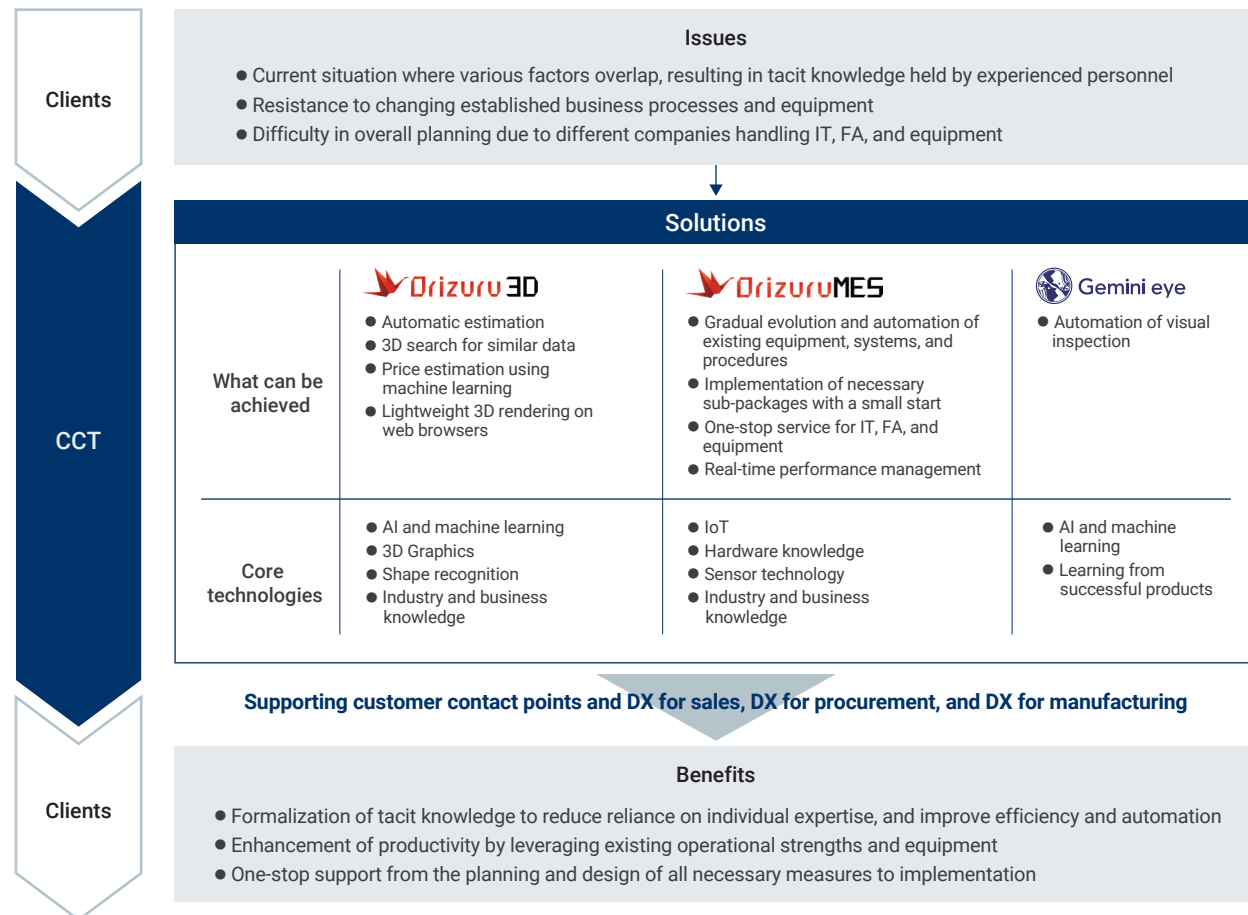 Clients
Issues
● Current situation where various factors overlap, resulting in tacit knowledge held by experienced personnel
● Resistance to changing established business processes and equipment
● Difficulty in overall planning due to different companies handling IT, FA, and equipment
CCT
Solutions
What can be
achieved
Orizuru 3D
● Automatic estimation
● 3D search for similar data
● Price estimation using
machine learning
● Lightweight 3D rendering on
web browsers
OrizuruMES
● Gradual evolution and automation of
existing equipment, systems, and
procedures
● Implementation of necessary
sub-packages with a small start
● One-stop service for IT, FA, and
equipment
● Real-time performance management
Gemini eye
● Automation of visual
inspection
Core
technologies
● AI and machine learning
● 3D Graphics
● Shape recognition
● Industry and business
knowledge
● IoT
● Hardware knowledge
● Sensor technology
● Industry and business
knowledge
● AI and machine
learning
● Learning from
successful products
Supporting customer contact points and DX for sales, DX for procurement, and DX for manufacturing
Clients
Benefits
● Formalization of tacit knowledge to reduce reliance on individual expertise, and improve efficiency and automation
● Enhancement of productivity by leveraging existing operational strengths and equipment
● One-stop support from the planning and design of all necessary measures to implementation